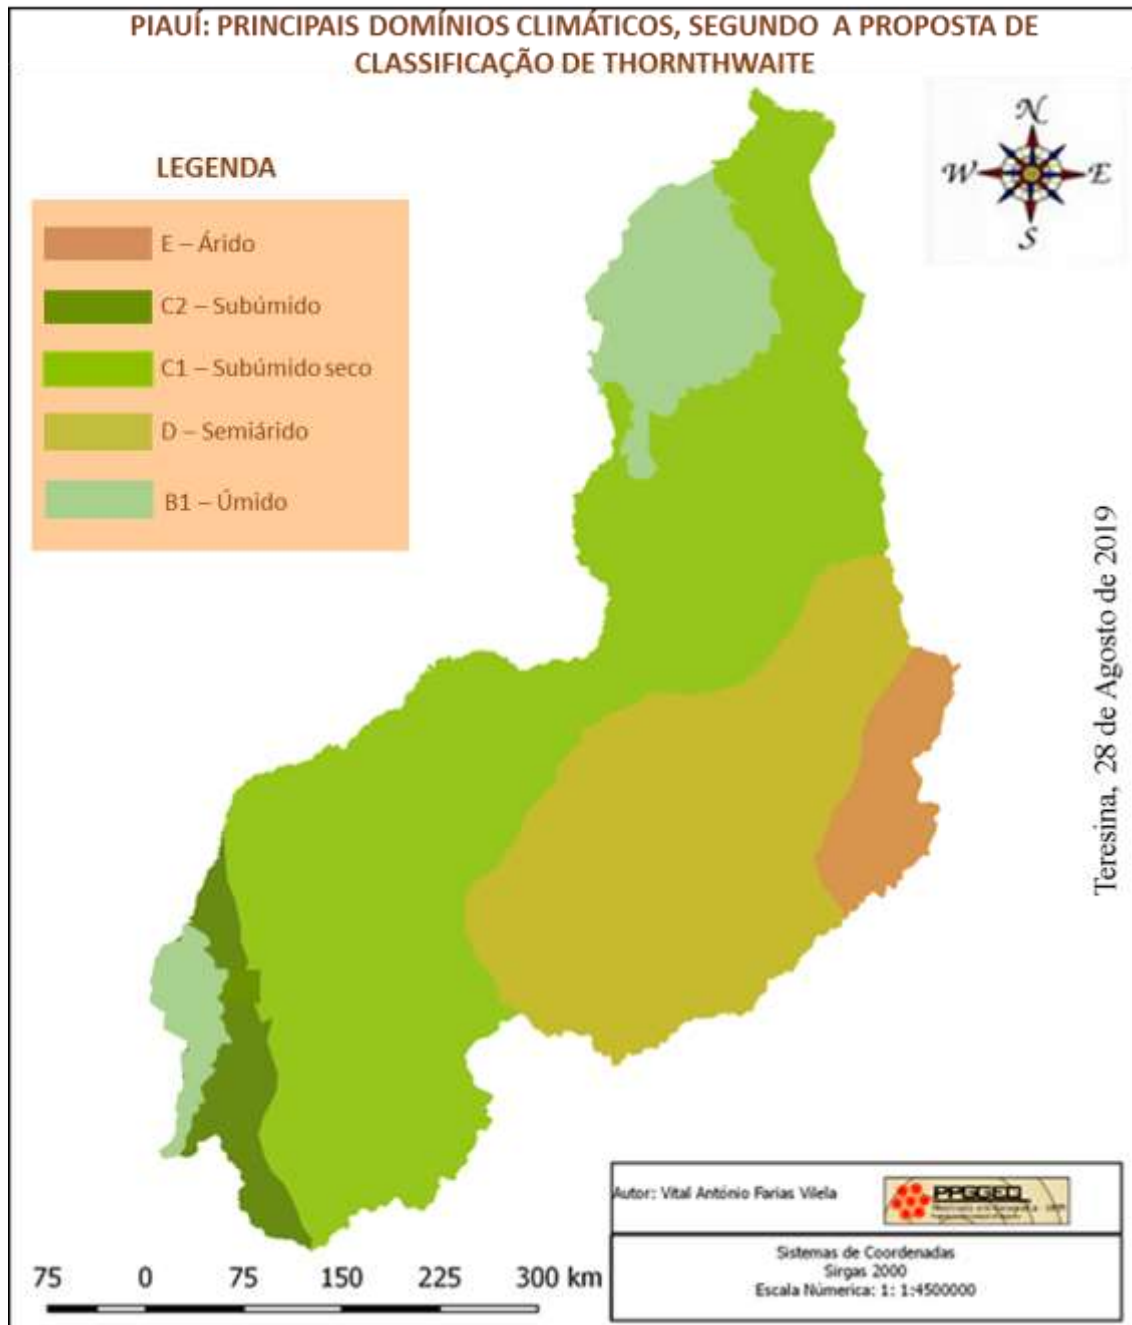 PIAUÍ: PRINCIPAIS DOMÍNIOS CLIMÁTICOS, SEGUNDO A PROPOSTA DE
CLASSIFICAÇÃO DE THORNTHWAITE
N
W
E
S
LEGENDA
E – Árido
C2 – Subúmido
C1 – Subúmido seco
D – Semiárido
B1 – Úmido
Teresina, 28 de Agosto de 2019
Autor: Vital António Farias Vilela
PPGGEO
Sistemas de Coordenadas
Sirgas 2000
Escala Númerica: 1: 1:4500000
75 0 75 150 225 300 km